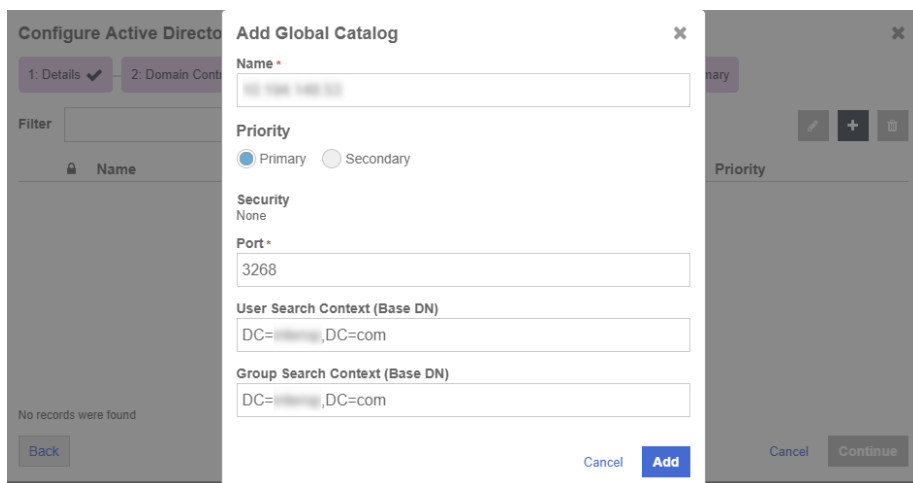 Configure Active Directo
Add Global Catalog
1: Details
2: Domain Contr
nary
Name *
Priority
Primary
Secondary
Filter
Name
Priority
Security
None
Port *
3268
User Search Context (Base DN)
DC= ,DC=com
Group Search Context (Base DN)
DC= ,DC=com
No records were found
Back
Cancel
Add
Cancel
Continue